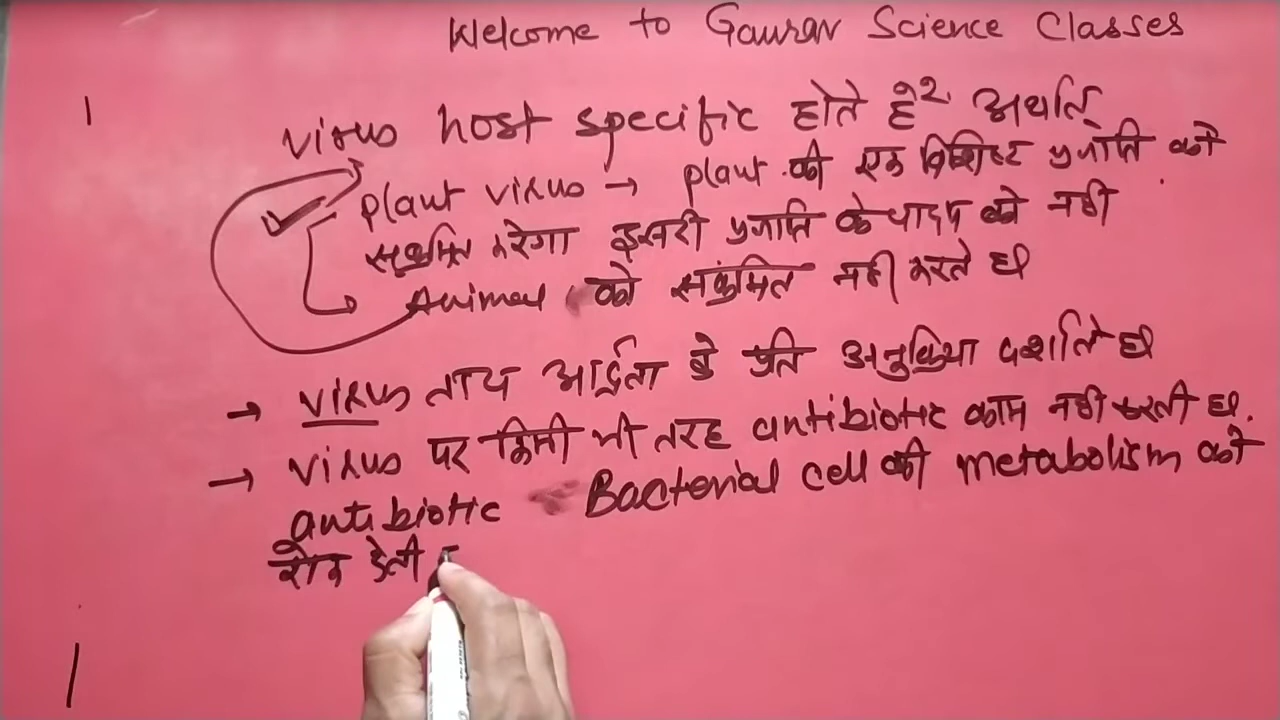 Welcome to Gaurav Science Classes
virus host specific होते है2. अर्थात्
plant virus → plant की एक विशिष्ट प्रजाति को
संक्रमित करेगा दूसरी प्रजाति के पादप को नही
Animal को संक्रमित नही करते है
→ virus ताप आर्द्रता के प्रति अनुक्रिया दर्शाते है
→ virus पर किसी भी तरह antibiotic काम नही करती है.
antibiotic Bacterial cell की metabolism को
रोक देती